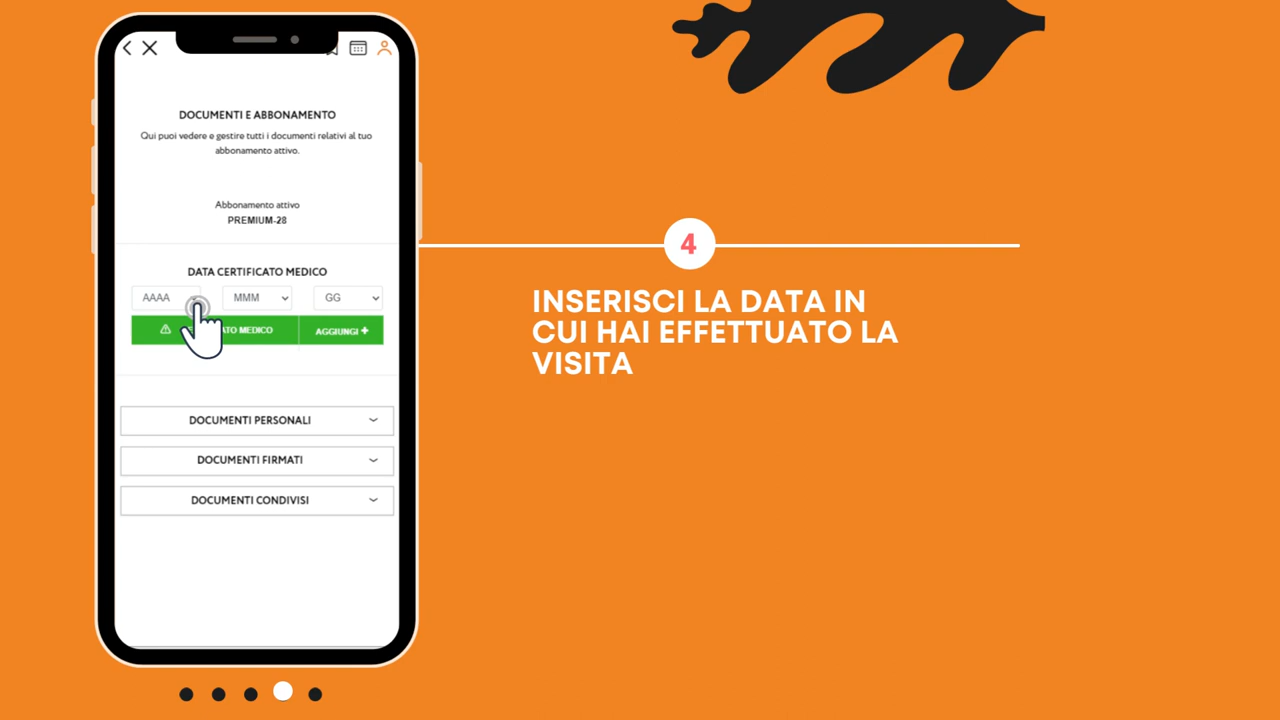 DOCUMENTI E ABBONAMENTO
Qui puoi vedere e gestire tutti i documenti relativi al tuo
abbonamento attivo.
Abbonamento attivo
PREMIUM-28
DATA CERTIFICATO MEDICO
AAAA MMM GG
ATO MEDICO AGGIUNGI +
DOCUMENTI PERSONALI
DOCUMENTI FIRMATI
DOCUMENTI CONDIVISI
4
INSERISCI LA DATA IN
CUI HAI EFFETTUATO LA
VISITA